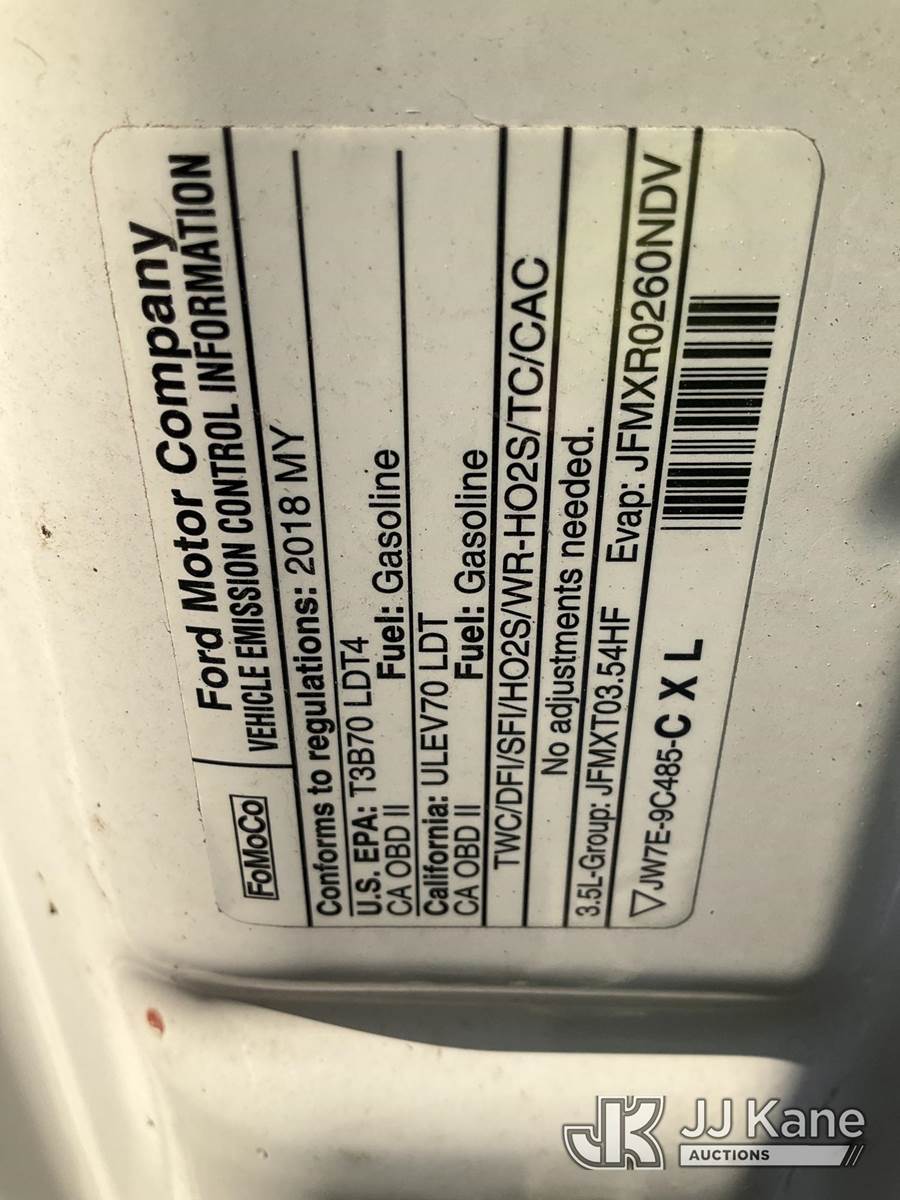 Ford Motor Company
FoMoCo
VEHICLE EMISSION CONTROL INFORMATION
Conforms to regulations: 2018 MY
U.S. EPA: T3B70 LDT4
CA OBD II Fuel: Gasoline
California: ULEV70 LDT
CA OBD II Fuel: Gasoline
TWC/DFI/SFI/HO2S/WR-HO2S/TC/CAC
No adjustments needed.
3.5L-Group: JFMXT03.54HF Evap: JFMXR0260NDV
▽JW7E-9C485-C X L
JK JJ Kane
AUCTIONS